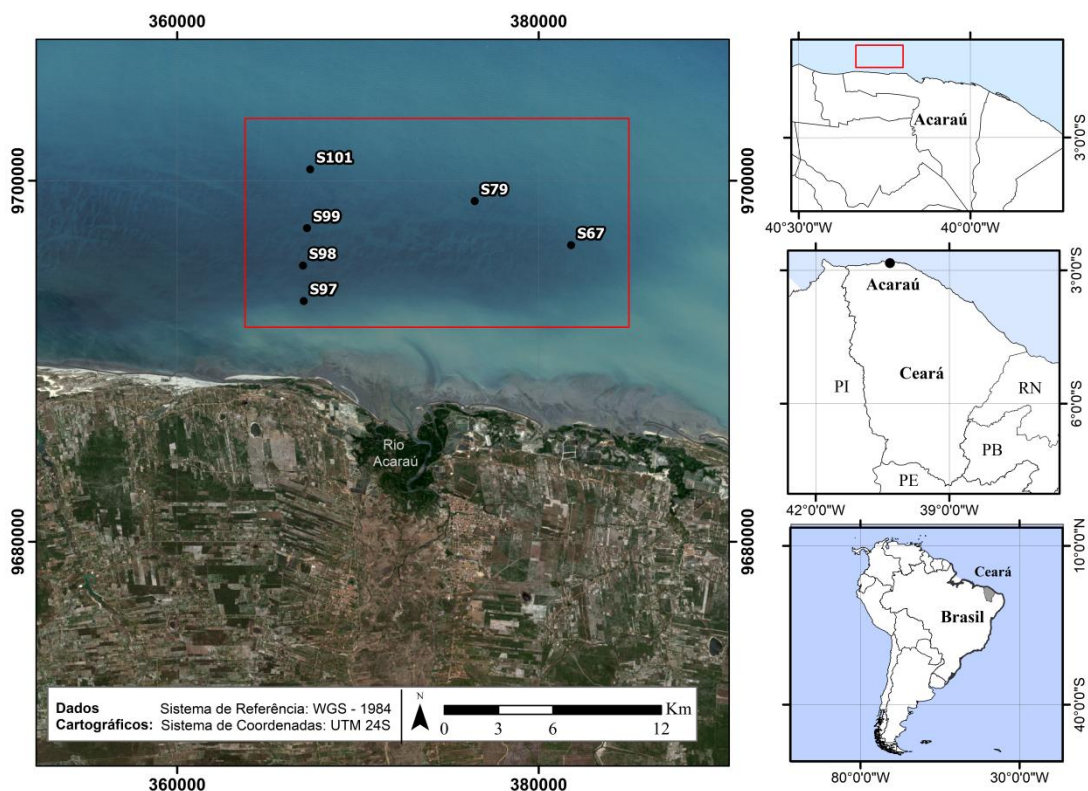 360000
380000
9700000
9680000
S101
S79
S99
S67
S98
S97
Rio
Acaraú
Dados
Cartográficos:
Sistema de Referência: WGS - 1984
Sistema de Coordenadas: UTM 24S
N
0 3 6 12 Km
360000
380000
9700000
9680000
Acaraú
3°0'0"S
40°30'0"W
40°0'0"W
Acaraú
Ceará
PI
RN
PB
PE
3°0'0"S
6°0'0"S
42°0'0"W
39°0'0"W
Ceará
Brasil
10°0'0"N
40°0'0"S
80°0'0"W
30°0'0"W